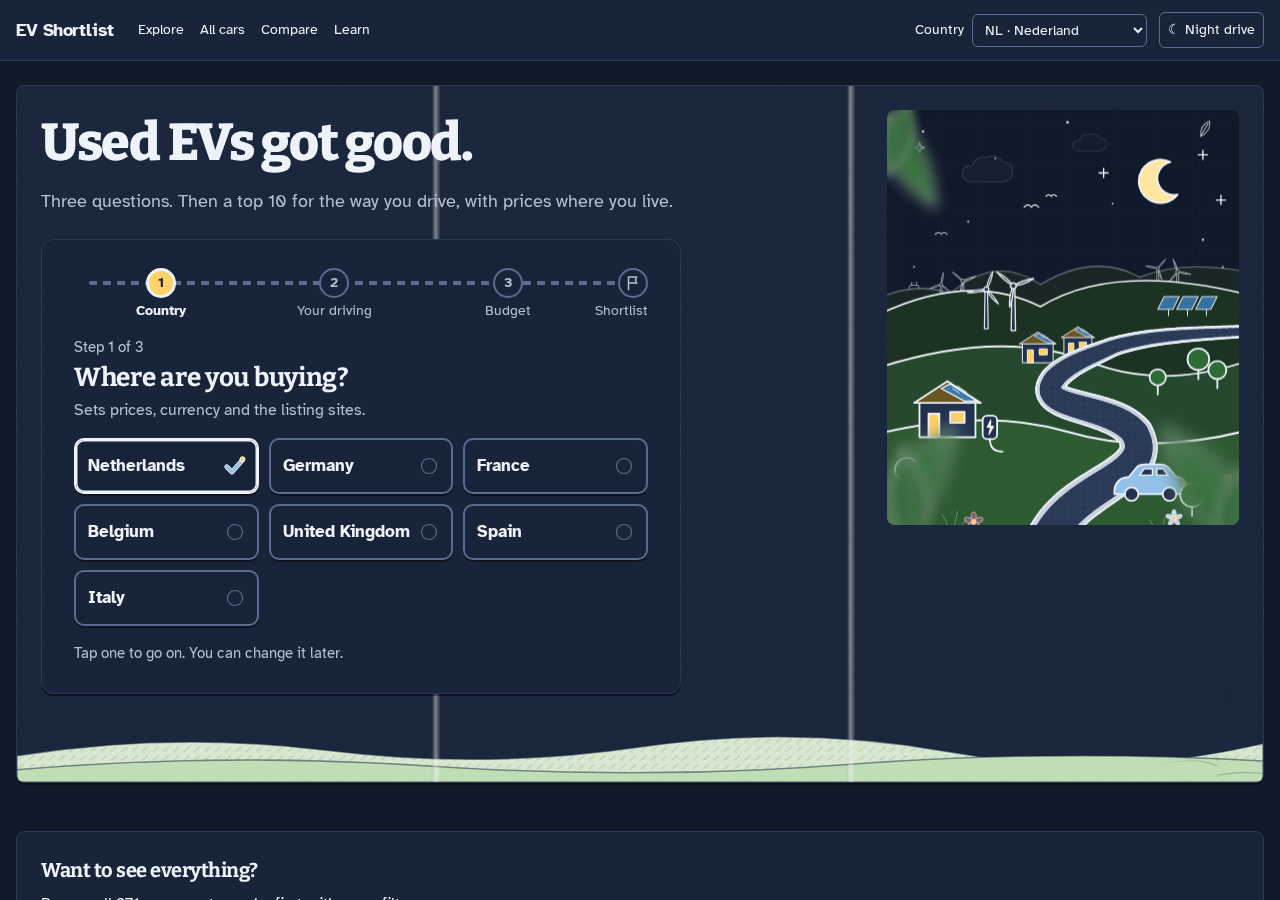 EV Shortlist Explore All cars Compare Learn Country NL · Nederland ☾ Night drive
Used EVs got good.
Three questions. Then a top 10 for the way you drive, with prices where you live.
1 2 3
Country Your driving Budget Shortlist
Step 1 of 3
Where are you buying?
Sets prices, currency and the listing sites.
Netherlands Germany France
Belgium United Kingdom Spain
Italy
Tap one to go on. You can change it later.
Want to see everything?